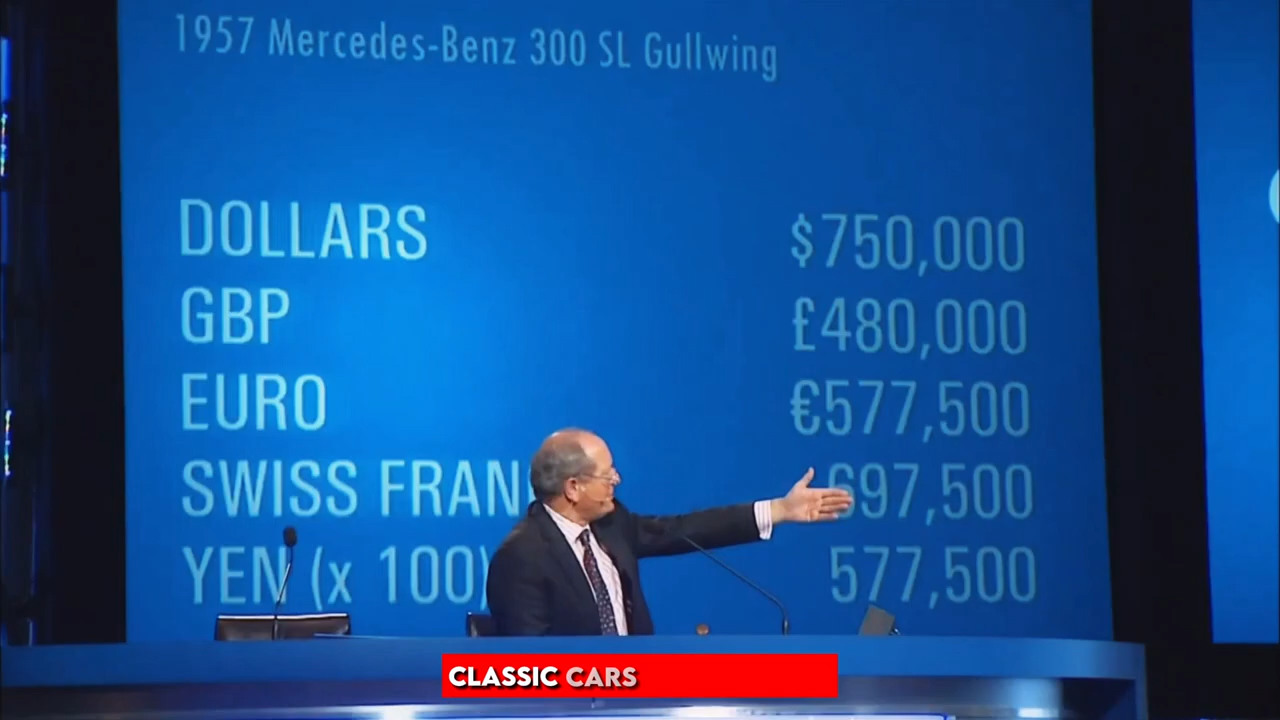 1957 Mercedes-Benz 300 SL Gullwing
DOLLARS $750,000
GBP £480,000
EURO €577,500
SWISS FRAN 697,500
YEN (x 100) 577,500
CLASSIC CARS